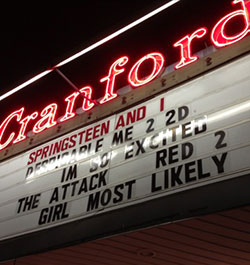 Cranford
SPRINGSTEEN AND I
DESPICABLE ME 2 2D
IM SO EXCITED
THE ATTACK RED 2
GIRL MOST LIKELY